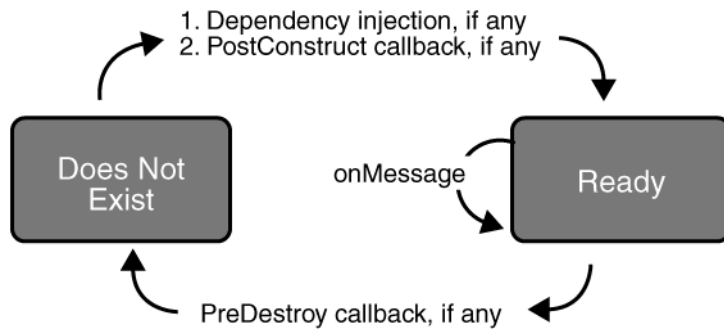 1. Dependency injection, if any
2. PostConstruct callback, if any
Does Not
Exist
onMessage
Ready
PreDestroy callback, if any